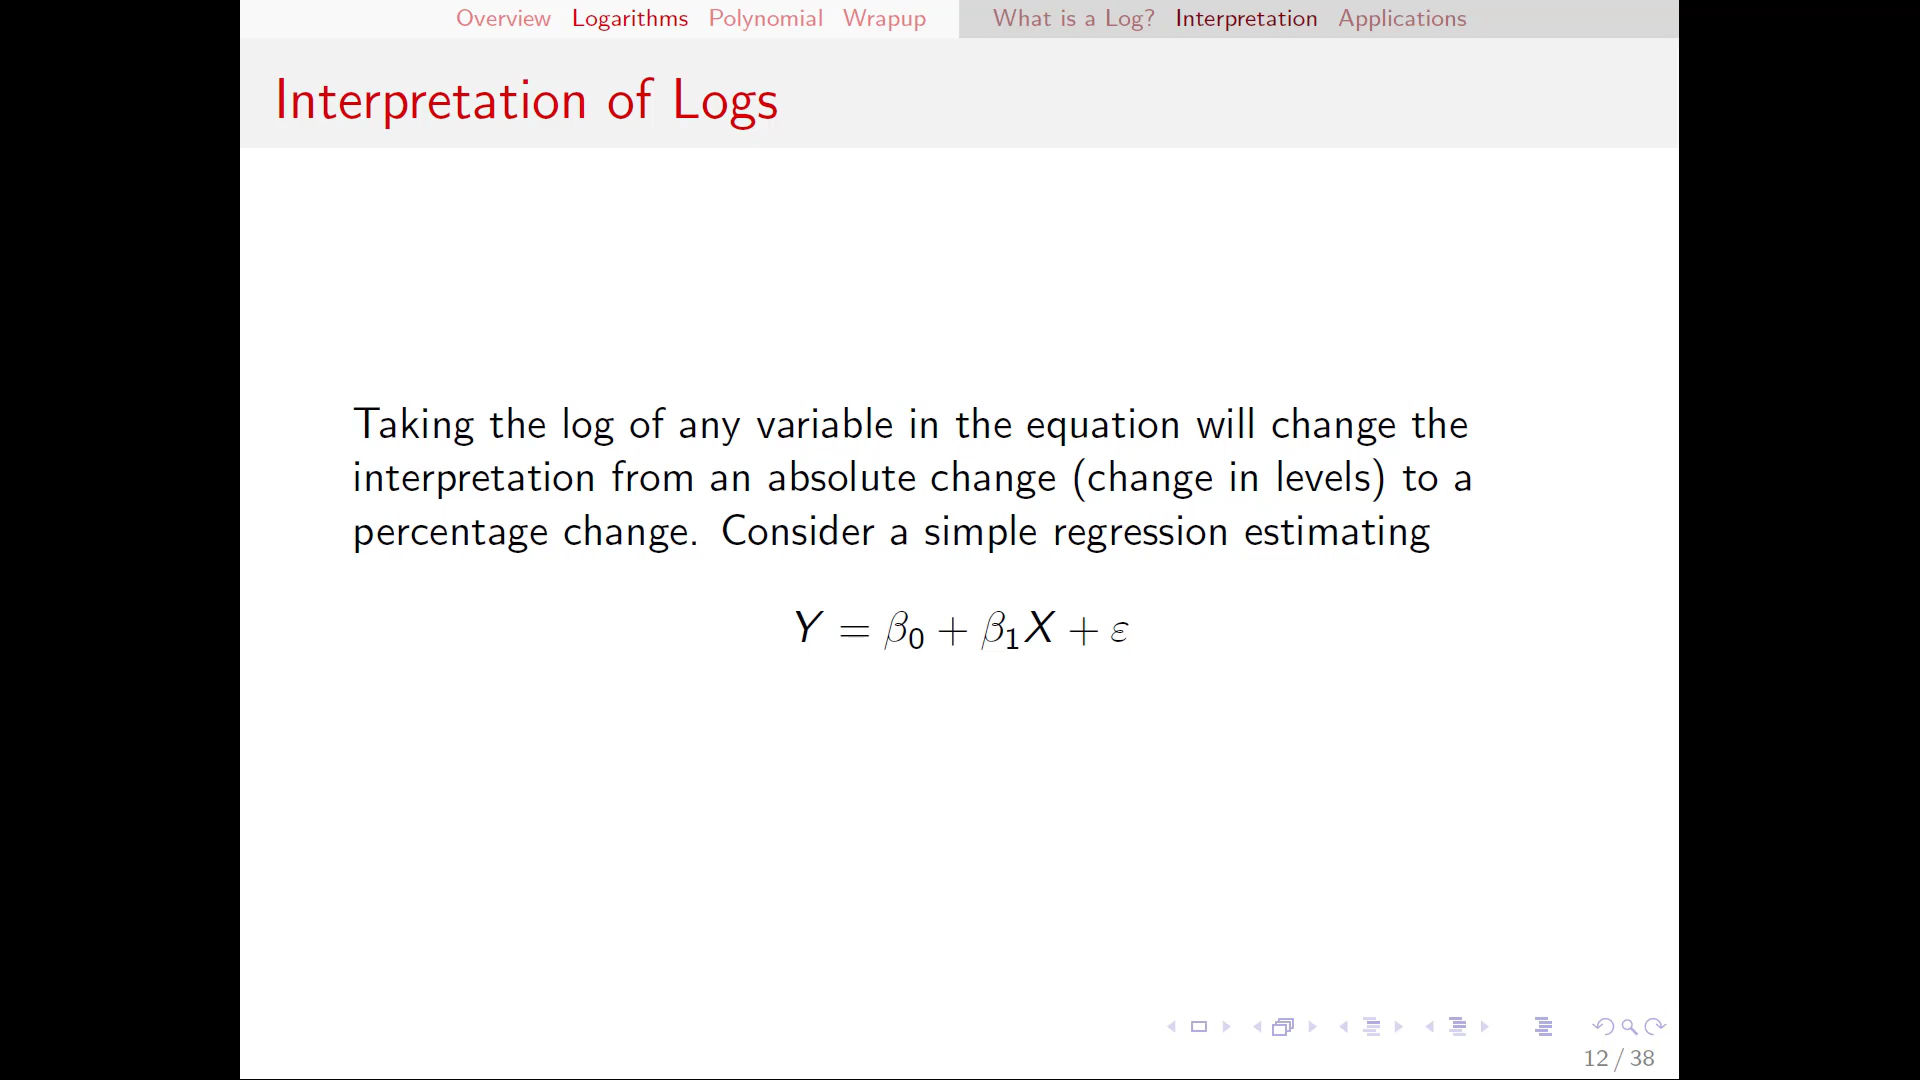 Overview Logarithms Polynomial Wrapup What is a Log? Interpretation Applications
Interpretation of Logs
Taking the log of any variable in the equation will change the
interpretation from an absolute change (change in levels) to a
percentage change. Consider a simple regression estimating
Y = β₀ + β₁X + ε
12 / 38